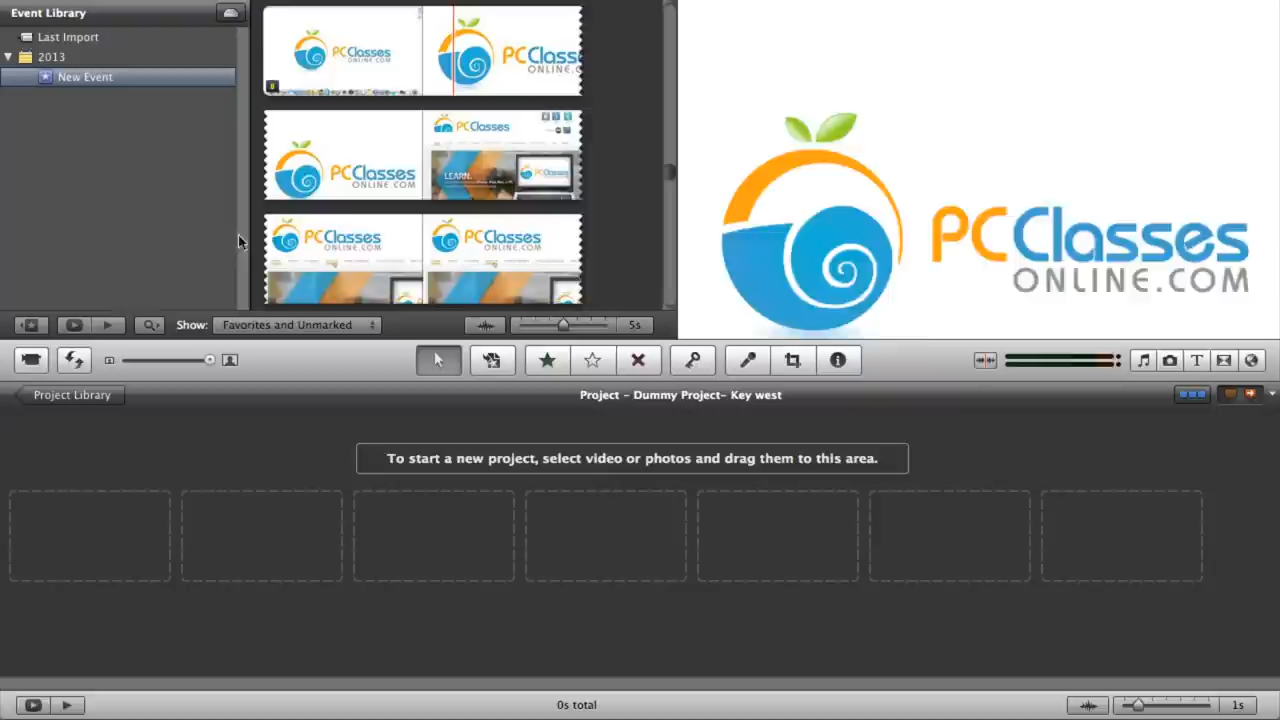 Event Library
Last Import
2013
New Event
PCClasses
ONLINE.COM
PCClasses
ONLINE.C
PCClasses
ONLINE.COM
PCClasses
LEARN.
PCClasses
ONLINE.COM
PCClasses
ONLINE.COM
PCClasses
ONLINE.COM
Show:
Favorites and Unmarked
5s
Project Library
Project - Dummy Project- Key west
To start a new project, select video or photos and drag them to this area.
0s total
1s